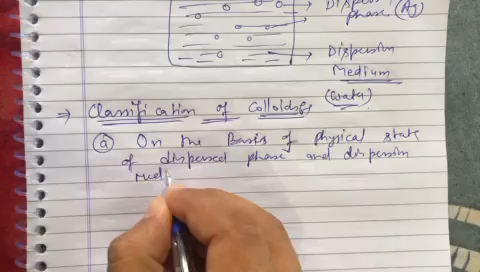 phase (Ag)
Dispersion
Medium
(water)
⇒ Classification of Colloids
(a) On the Basis of physical state
of dispersed phase and dispersion
Med